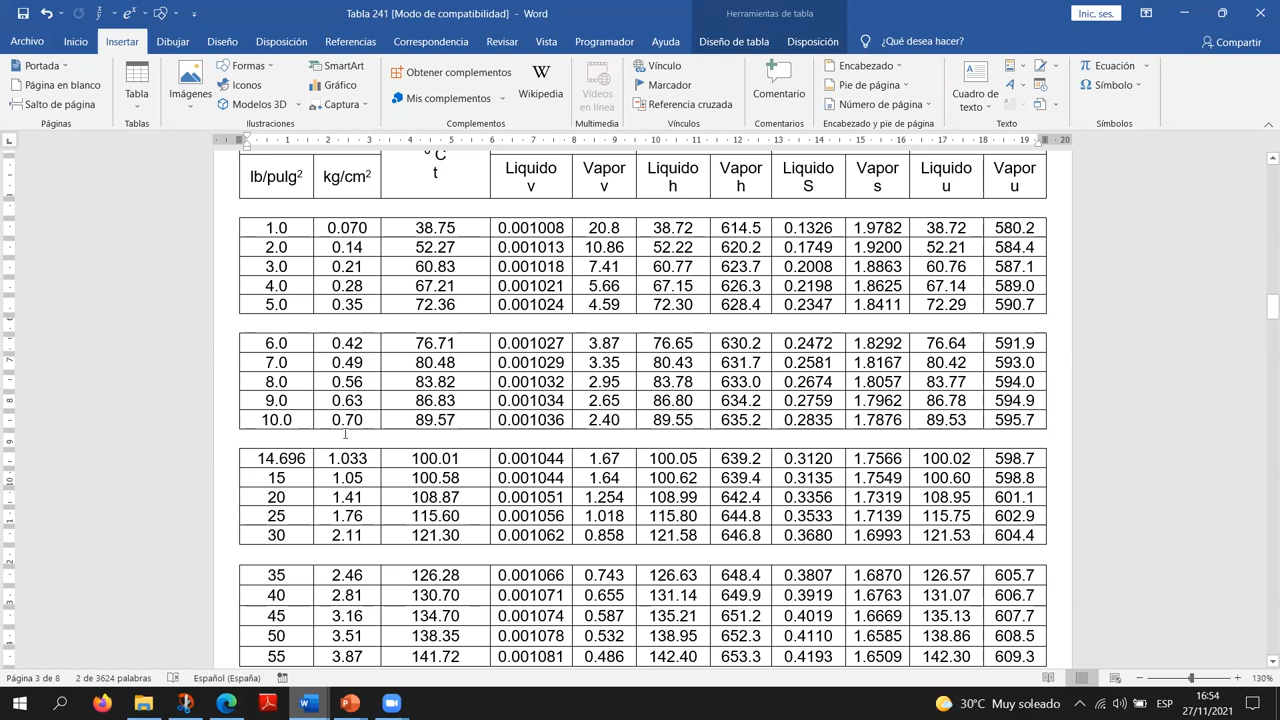 Tabla 241 [Modo de compatibilidad] - Word
Herramientas de tabla
Inic. ses.
Archivo Inicio Insertar Dibujar Diseño Disposición Referencias Correspondencia Revisar Vista Programador Ayuda Diseño de tabla Disposición ¿Qué desea hacer? Compartir
Portada
Página en blanco
Salto de página
Páginas
Tabla
Tablas
Imágenes
Formas
Iconos
Modelos 3D
SmartArt
Gráfico
Captura
Ilustraciones
Obtener complementos
Mis complementos
Wikipedia
Complementos
Vídeos
en línea
Multimedia
Vínculo
Marcador
Referencia cruzada
Vínculos
Comentario
Comentarios
Encabezado
Pie de página
Número de página
Encabezado y pie de página
Cuadro de
texto
Texto
Ecuación
Símbolo
Símbolos
1 2 3 4 5 6 7 8 9 10 11 12 13 14 15 16 17 18 19 20
lb/pulg² kg/cm² °C t Liquido v Vapor v Liquido h Vapor h Liquido S Vapor s Liquido u Vapor u
1.0 0.070 38.75 0.001008 20.8 38.72 614.5 0.1326 1.9782 38.72 580.2
2.0 0.14 52.27 0.001013 10.86 52.22 620.2 0.1749 1.9200 52.21 584.4
3.0 0.21 60.83 0.001018 7.41 60.77 623.7 0.2008 1.8863 60.76 587.1
4.0 0.28 67.21 0.001021 5.66 67.15 626.3 0.2198 1.8625 67.14 589.0
5.0 0.35 72.36 0.001024 4.59 72.30 628.4 0.2347 1.8411 72.29 590.7
6.0 0.42 76.71 0.001027 3.87 76.65 630.2 0.2472 1.8292 76.64 591.9
7.0 0.49 80.48 0.001029 3.35 80.43 631.7 0.2581 1.8167 80.42 593.0
8.0 0.56 83.82 0.001032 2.95 83.78 633.0 0.2674 1.8057 83.77 594.0
9.0 0.63 86.83 0.001034 2.65 86.80 634.2 0.2759 1.7962 86.78 594.9
10.0 0.70 89.57 0.001036 2.40 89.55 635.2 0.2835 1.7876 89.53 595.7
14.696 1.033 100.01 0.001044 1.67 100.05 639.2 0.3120 1.7566 100.02 598.7
15 1.05 100.58 0.001044 1.64 100.62 639.4 0.3135 1.7549 100.60 598.8
20 1.41 108.87 0.001051 1.254 108.99 642.4 0.3356 1.7319 108.95 601.1
25 1.76 115.60 0.001056 1.018 115.80 644.8 0.3533 1.7139 115.75 602.9
30 2.11 121.30 0.001062 0.858 121.58 646.8 0.3680 1.6993 121.53 604.4
35 2.46 126.28 0.001066 0.743 126.63 648.4 0.3807 1.6870 126.57 605.7
40 2.81 130.70 0.001071 0.655 131.14 649.9 0.3919 1.6763 131.07 606.7
45 3.16 134.70 0.001074 0.587 135.21 651.2 0.4019 1.6669 135.13 607.7
50 3.51 138.35 0.001078 0.532 138.95 652.3 0.4110 1.6585 138.86 608.5
55 3.87 141.72 0.001081 0.486 142.40 653.3 0.4193 1.6509 142.30 609.3
Página 3 de 8 2 de 3624 palabras Español (España) 130%
30°C Muy soleado ESP 16:54
27/11/2021